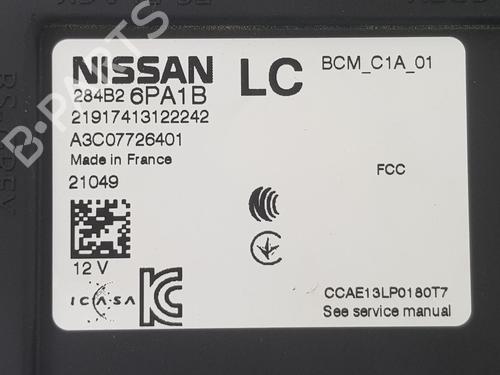 NISSAN LC BCM_C1A_01
284B2 6PA1B
21917413122242
A3C07726401
Made in France
21049
FCC
12 V
ICASA
CCAE13LP0180T7
See service manual
B-PARTS